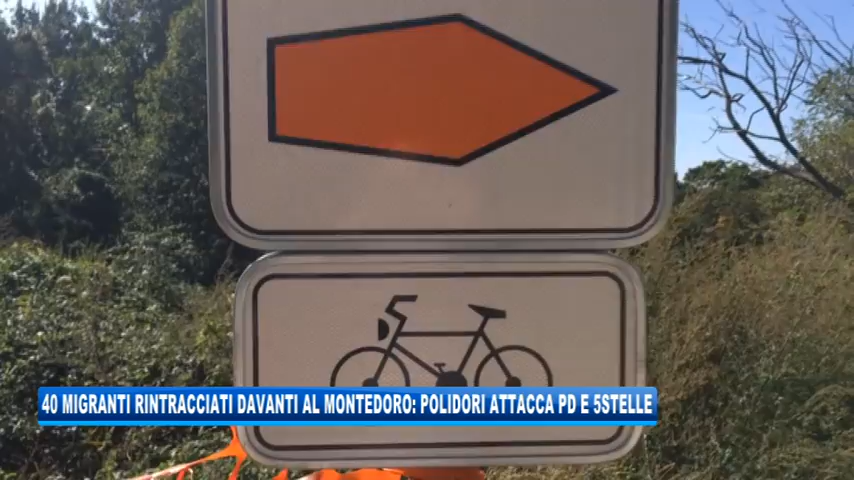 40 MIGRANTI RINTRACCIATI DAVANTI AL MONTEDORO: POLIDORI ATTACCA PD E 5STELLE